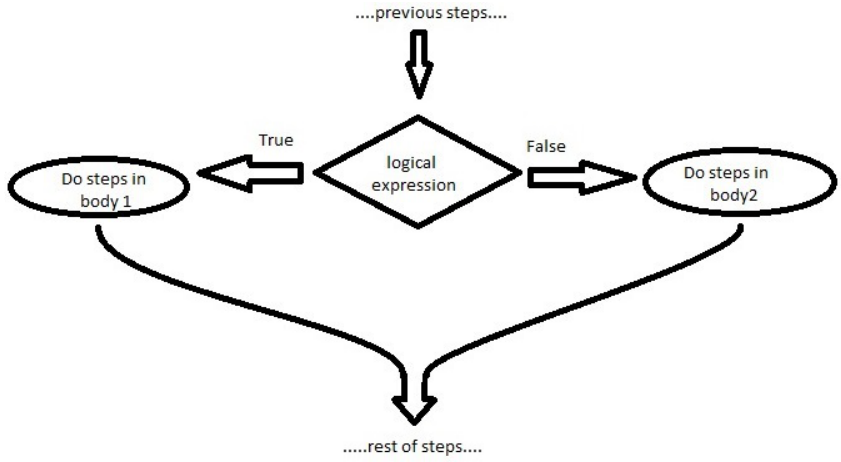 ....previous steps....
True
False
logical
expression
Do steps in
body 1
Do steps in
body2
.....rest of steps....